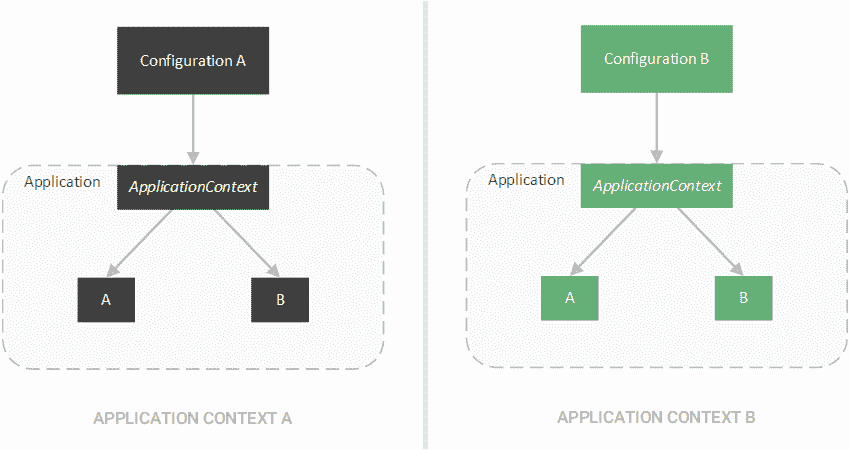 Configuration A
Application
ApplicationContext
A
B
APPLICATION CONTEXT A
Configuration B
Application
ApplicationContext
A
B
APPLICATION CONTEXT B